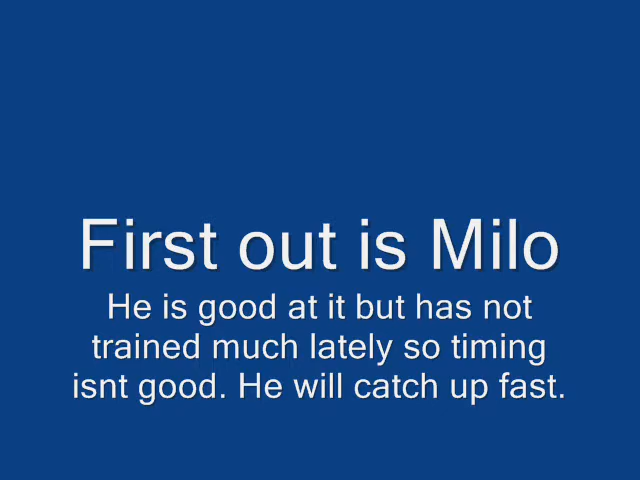 First out is Milo
He is good at it but has not
trained much lately so timing
isnt good. He will catch up fast.